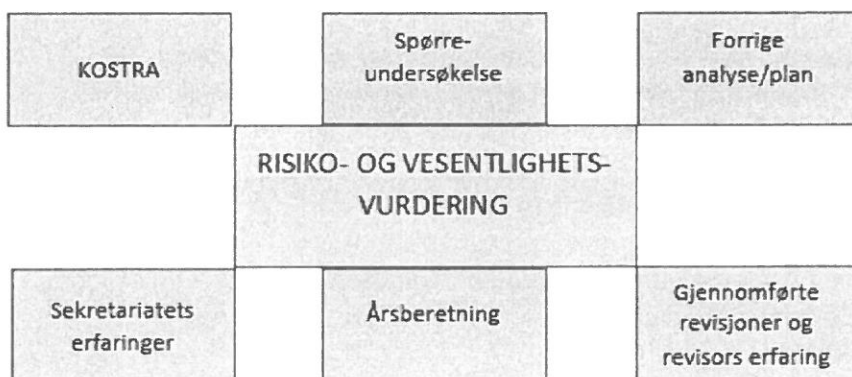 KOSTRA
Spørre-
undersøkelse
Forrige
analyse/plan
RISIKO- OG VESENTLIGHETS-
VURDERING
Sekretariatets
erfaringer
Årsberetning
Gjennomførte
revisjoner og
revisors erfaring